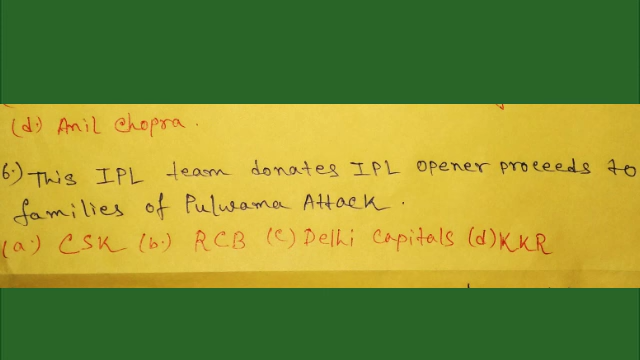 (d.) Anil Chopra.
6.) This IPL team donates IPL opener proceeds to
families of Pulwama Attack.
(a.) CSK (b.) RCB (c) Delhi Capitals (d) KKR